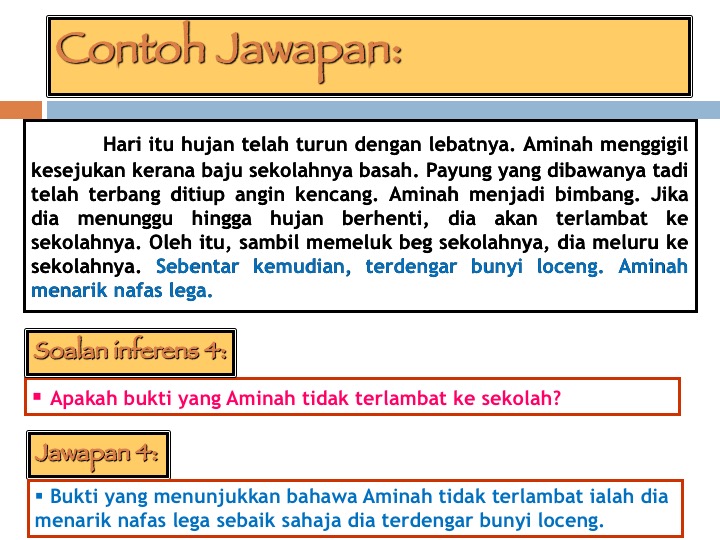 Contoh Jawapan:
Hari itu hujan telah turun dengan lebatnya. Aminah menggigil
kesejukan kerana baju sekolahnya basah. Payung yang dibawanya tadi
telah terbang ditiup angin kencang. Aminah menjadi bimbang. Jika
dia menunggu hingga hujan berhenti, dia akan terlambat ke
sekolahnya. Oleh itu, sambil memeluk beg sekolahnya, dia meluru ke
sekolahnya. Sebentar kemudian, terdengar bunyi loceng. Aminah
menarik nafas lega.
Soalan inferens 4:
▪ Apakah bukti yang Aminah tidak terlambat ke sekolah?
Jawapan 4:
▪ Bukti yang menunjukkan bahawa Aminah tidak terlambat ialah dia
menarik nafas lega sebaik sahaja dia terdengar bunyi loceng.